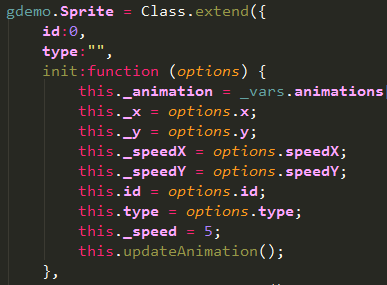 gdemo.Sprite = Class.extend({
id:0,
type:"",
init:function (options) {
this._animation = _vars.animations
this._x = options.x;
this._y = options.y;
this._speedX = options.speedX;
this._speedY = options.speedY;
this.id = options.id;
this.type = options.type;
this._speed = 5;
this.updateAnimation();
},